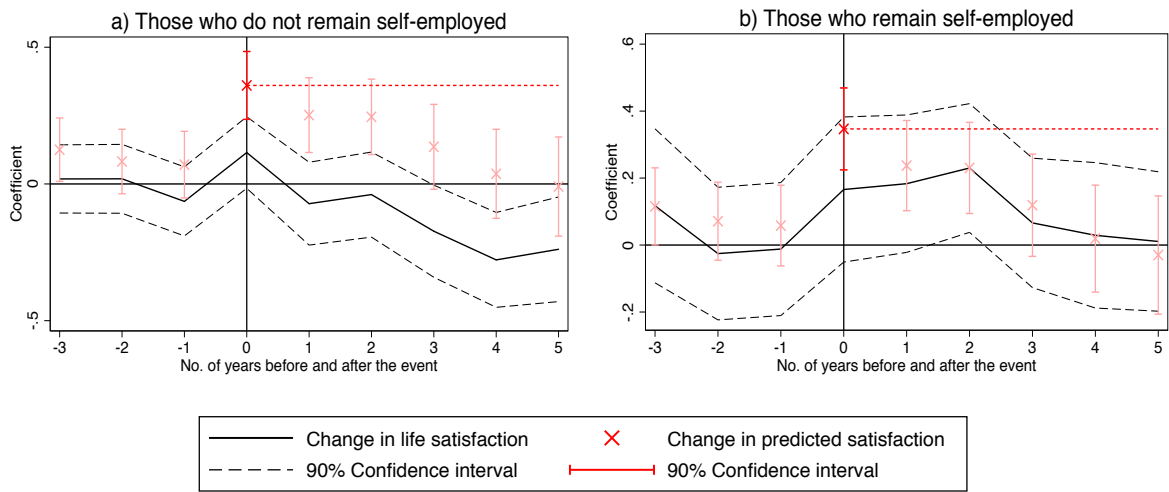 a) Those who do not remain self-employed
.5
0
-.5
Coefficient
-3 -2 -1 0 1 2 3 4 5
No. of years before and after the event
b) Those who remain self-employed
.6
.4
.2
0
-.2
Coefficient
-3 -2 -1 0 1 2 3 4 5
No. of years before and after the event
Change in life satisfaction
Change in predicted satisfaction
90% Confidence interval
90% Confidence interval